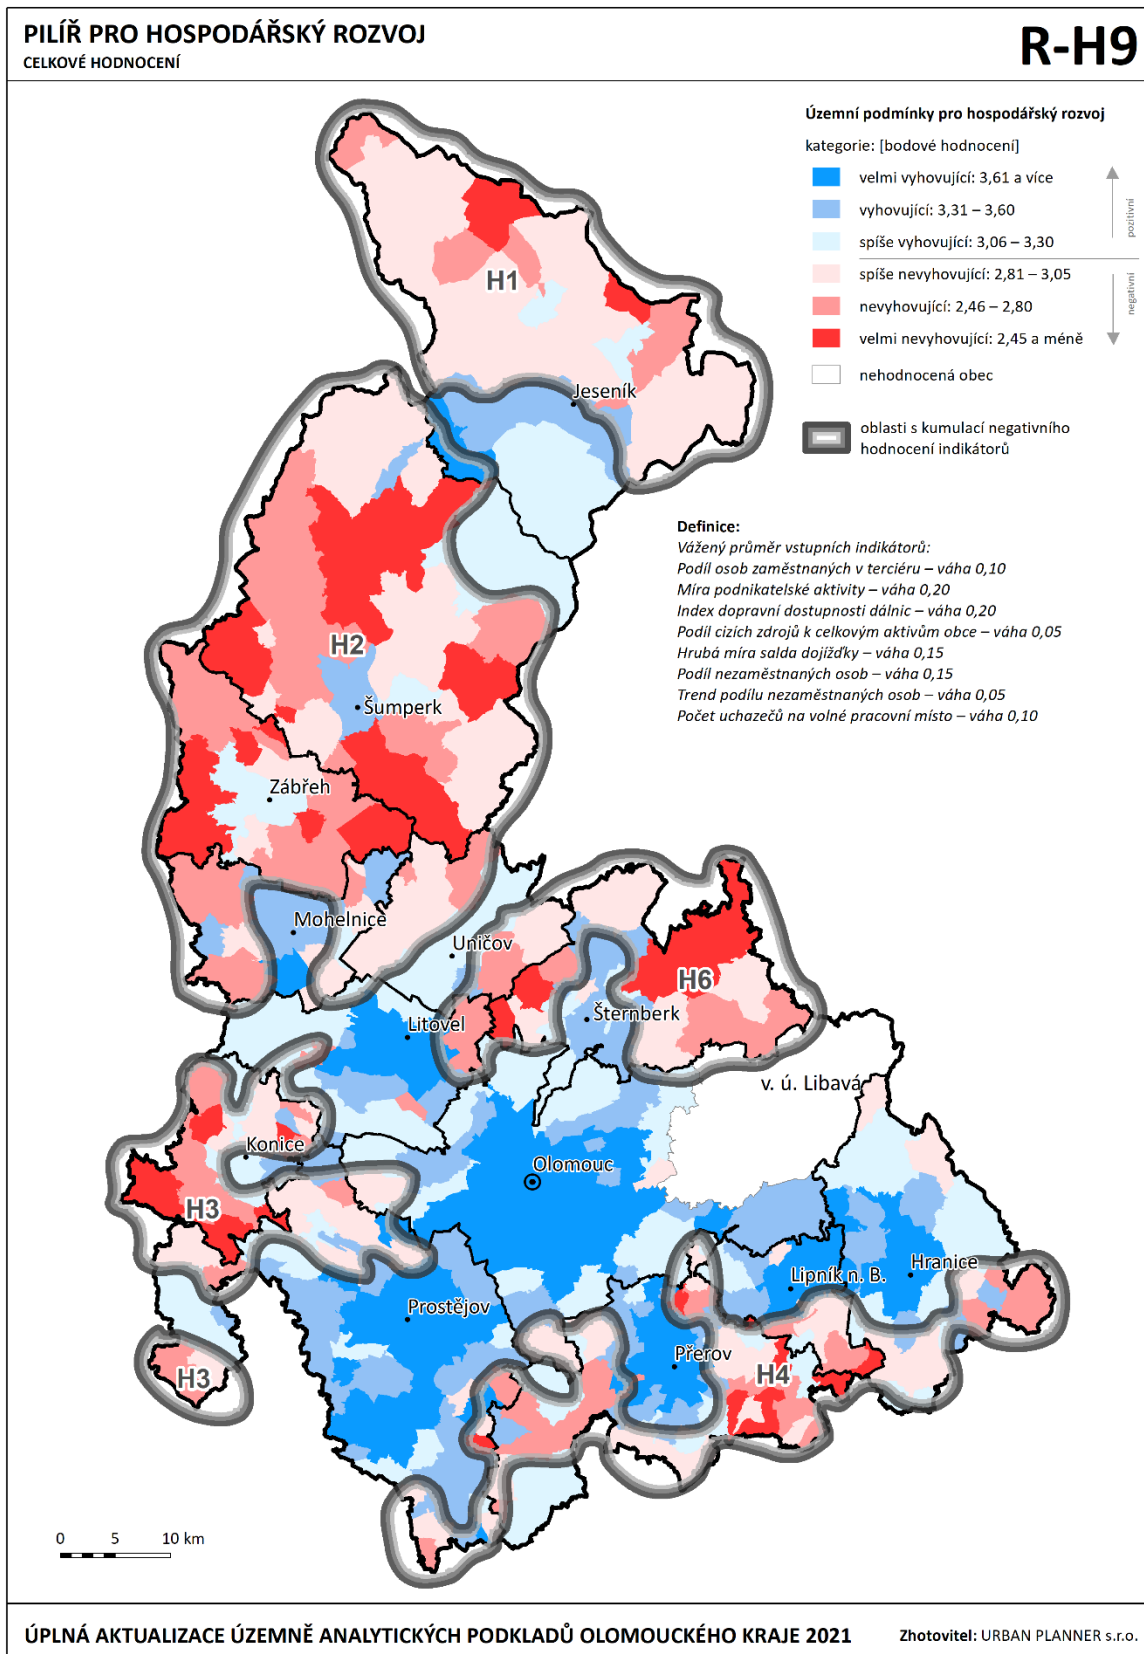 PILÍŘ PRO HOSPODÁŘSKÝ ROZVOJ
CELKOVÉ HODNOCENÍ
R-H9
Územní podmínky pro hospodářský rozvoj
kategorie: [bodové hodnocení]
velmi vyhovující: 3,61 a více
vyhovující: 3,31 – 3,60
spíše vyhovující: 3,06 – 3,30
pozitivní
spíše nevyhovující: 2,81 – 3,05
nevyhovující: 2,46 – 2,80
velmi nevyhovující: 2,45 a méně
negativní
nehodnocená obec
oblasti s kumulací negativního
hodnocení indikátorů
Definice:
Vážený průměr vstupních indikátorů:
Podíl osob zaměstnaných v terciéru – váha 0,10
Míra podnikatelské aktivity – váha 0,20
Index dopravní dostupnosti dálnic – váha 0,20
Podíl cizích zdrojů k celkovým aktivům obce – váha 0,05
Hrubá míra salda dojížďky – váha 0,15
Podíl nezaměstnaných osob – váha 0,15
Trend podílu nezaměstnaných osob – váha 0,05
Počet uchazečů na volné pracovní místo – váha 0,10
H1
Jeseník
H2
Šumperk
Zábřeh
Mohelnice
Uničov
H6
Litovel
Šternberk
v. ú. Libavá
Konice
Olomouc
H3
Hranice
Lipník n. B.
Prostějov
Přerov
H4
H3
0 5 10 km
ÚPLNÁ AKTUALIZACE ÚZEMNĚ ANALYTICKÝCH PODKLADŮ OLOMOUCKÉHO KRAJE 2021
Zhotovitel: URBAN PLANNER s.r.o.